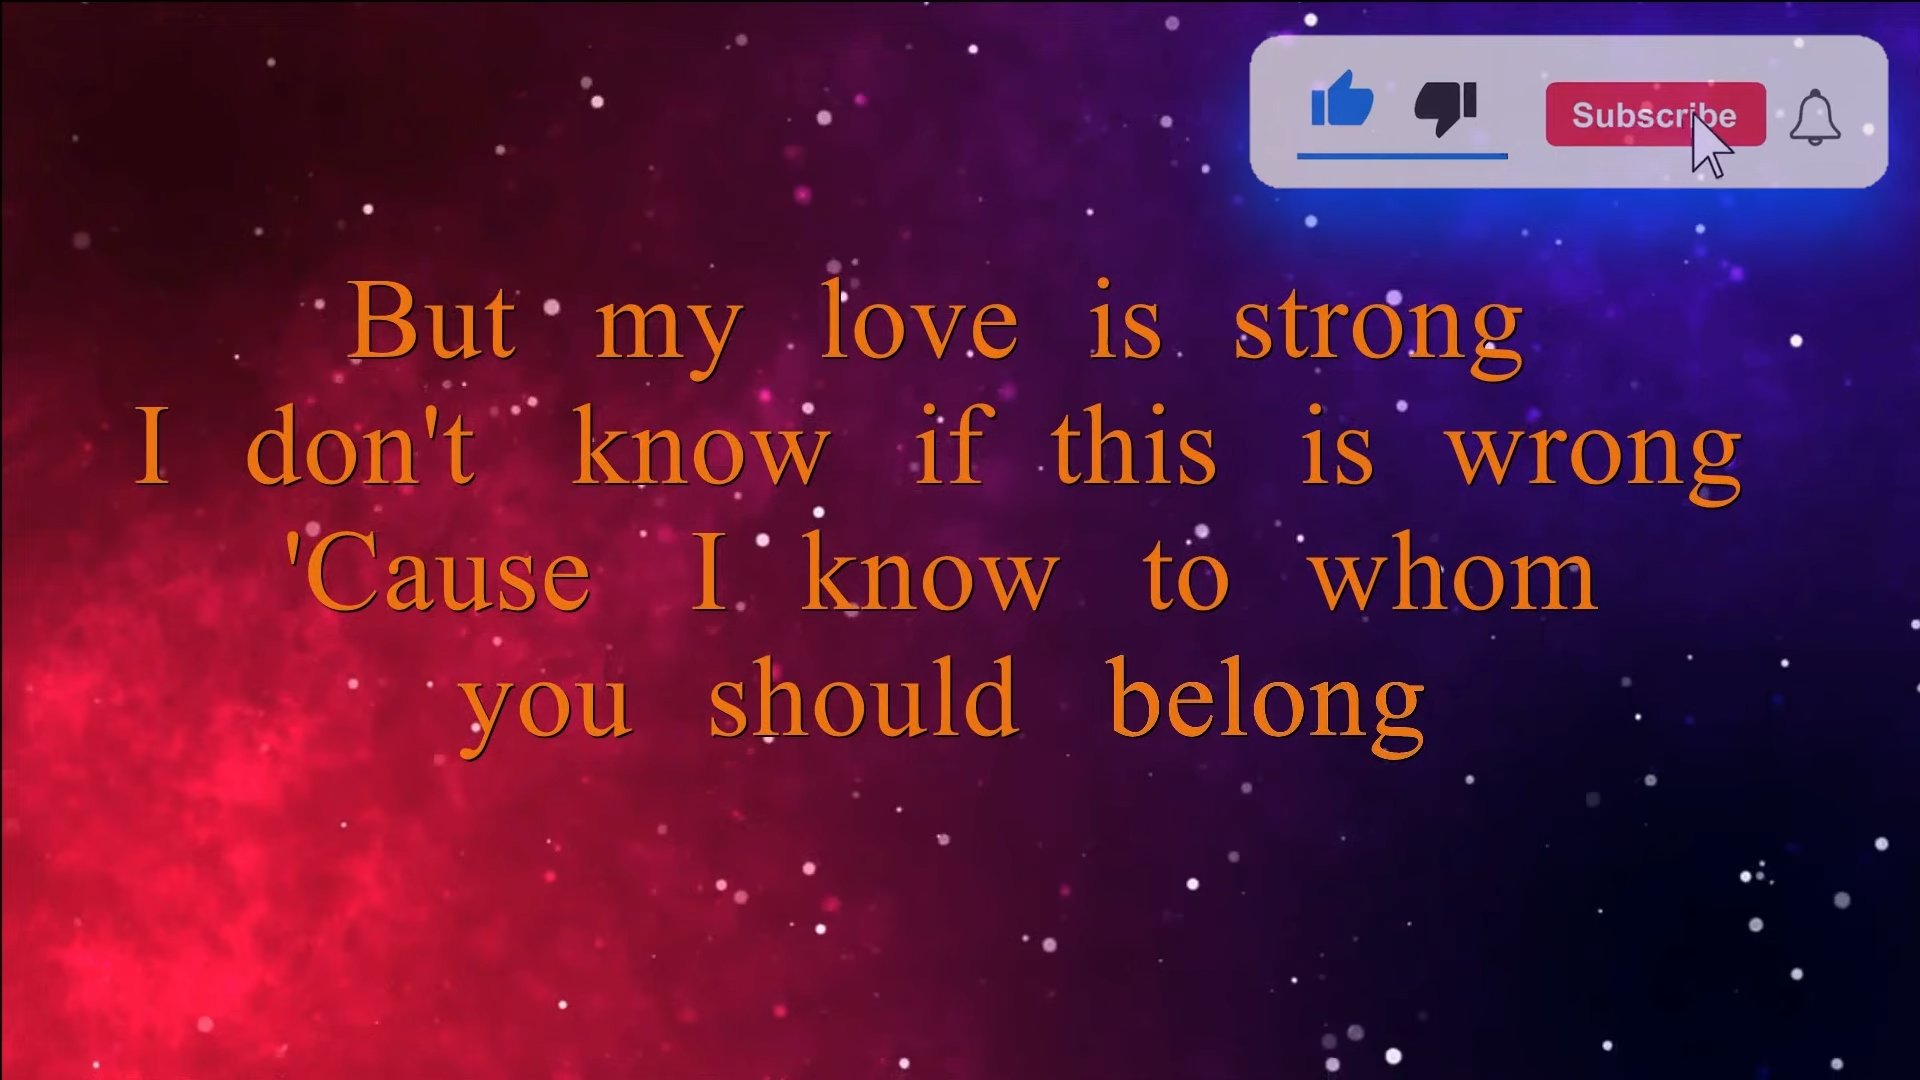 Subscribe
But my love is strong
I don't know if this is wrong
'Cause I know to whom
you should belong